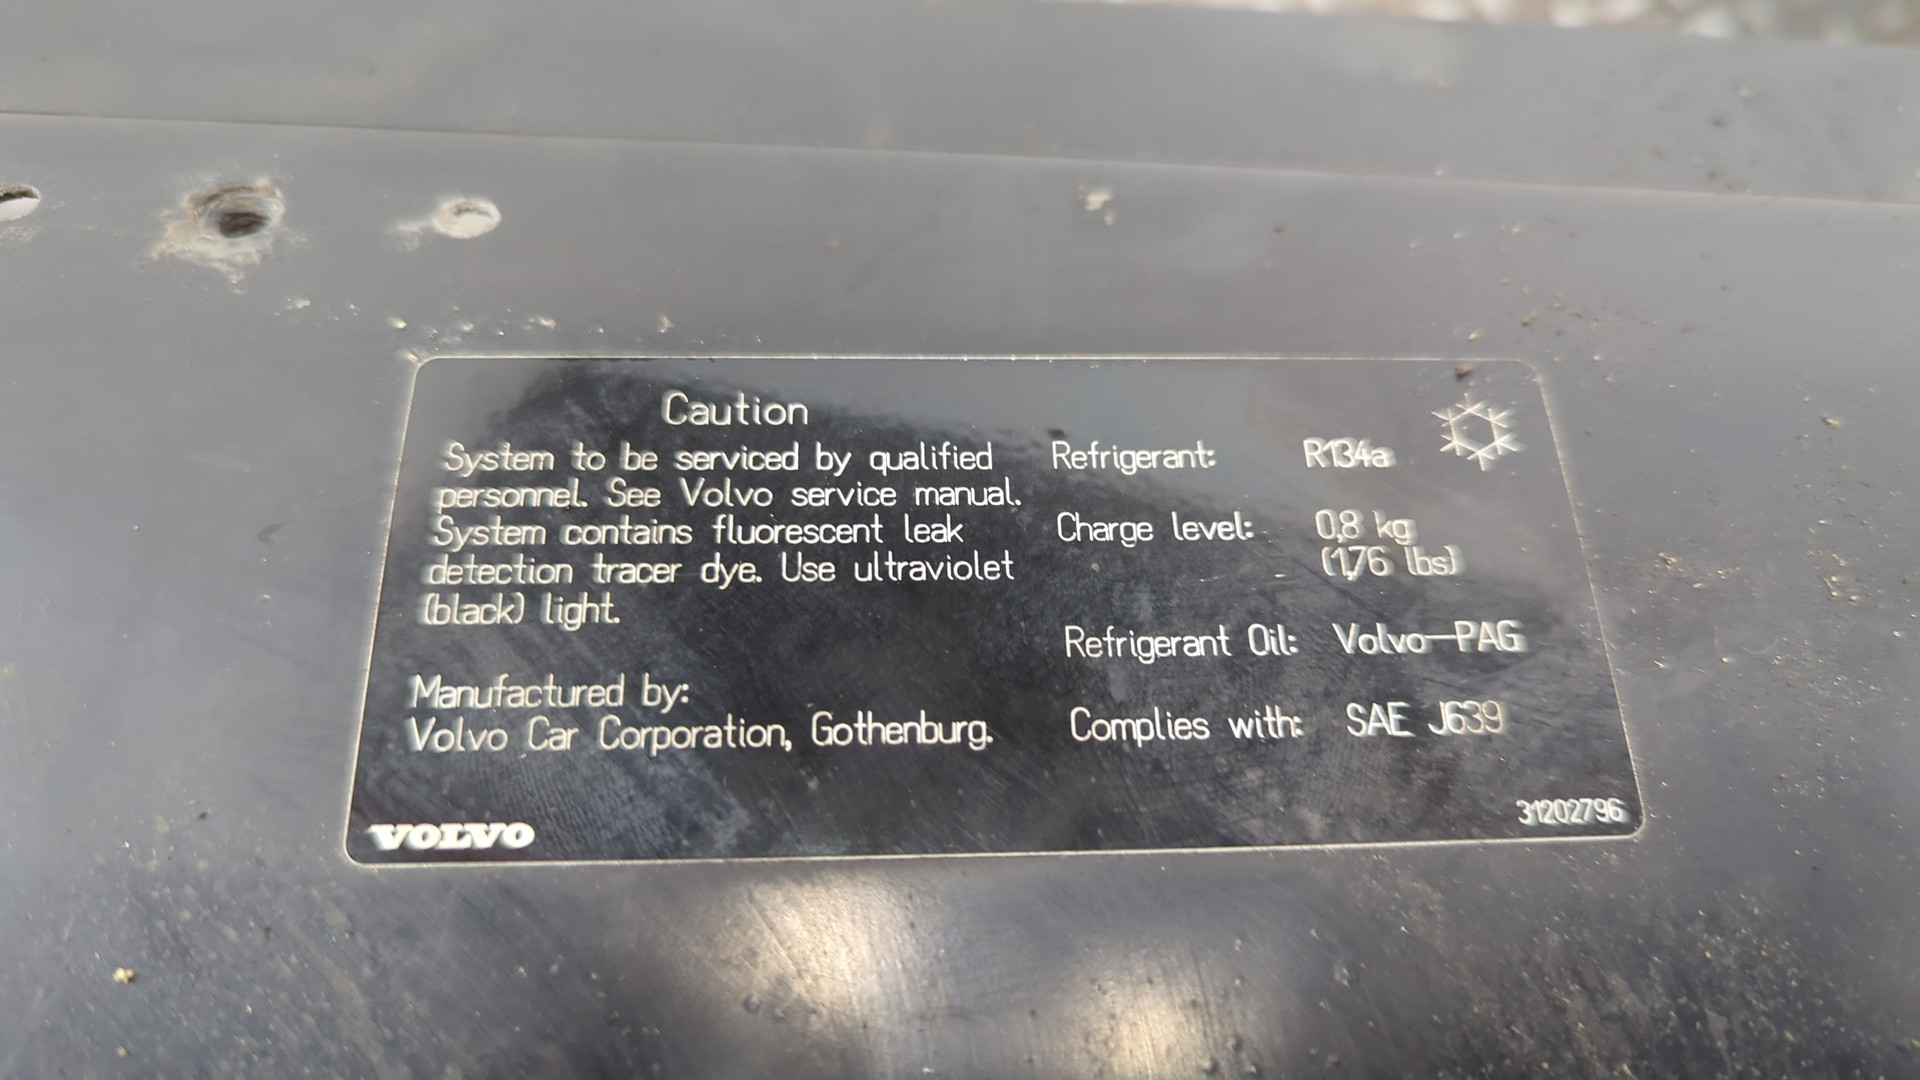 Caution
System to be serviced by qualified
personnel. See Volvo service manual.
System contains fluorescent leak
detection tracer dye. Use ultraviolet
(black) light.
Manufactured by:
Volvo Car Corporation, Gothenburg.
VOLVO
Refrigerant: R134a
Charge level: 0,8 kg
(1,76 lbs)
Refrigerant Oil: Volvo-PAG
Complies with: SAE J639
31202796